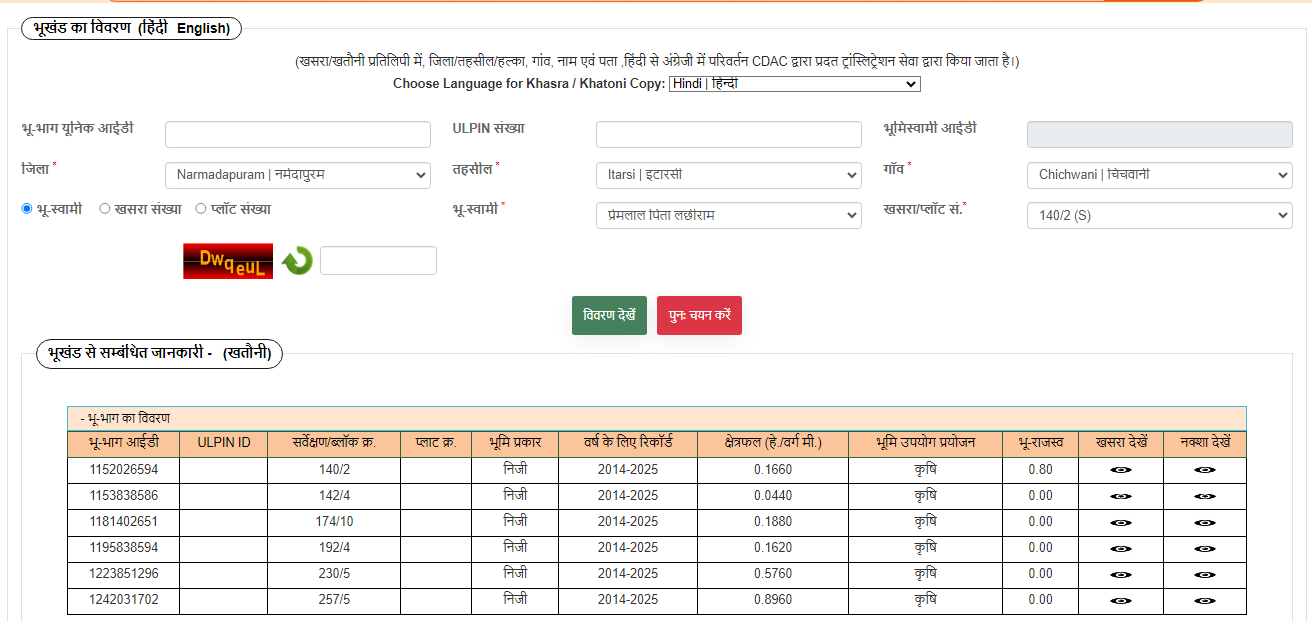 भूखंड का विवरण (हिंदी English)
(खसरा/खतौनी प्रतिलिपी में, जिला/तहसील/हल्का, गांव, नाम एवं पता ,हिंदी से अंग्रेजी में परिवर्तन CDAC द्वारा प्रदत ट्रांस्लिट्रेशन सेवा द्वारा किया जाता है।)
Choose Language for Khasra / Khatoni Copy: Hindi | हिन्दी
भू-भाग यूनिक आईडी ULPIN संख्या भूमिस्वामी आईडी
जिला * Narmadapuram | नर्मदापुरम तहसील * Itarsi | इटारसी गाँव * Chichwani | चिचवानी
भू-स्वामी खसरा संख्या प्लॉट संख्या भू-स्वामी * प्रेमलाल पिता लछीराम खसरा/प्लॉट सं.* 140/2 (S)
DwqeuL
विवरण देखें पुनः चयन करें
भूखंड से सम्बंधित जानकारी - (खतौनी)
- भू-भाग का विवरण
भू-भाग आईडी ULPIN ID सर्वेक्षण/ब्लॉक क्र. प्लाट क्र. भूमि प्रकार वर्ष के लिए रिकॉर्ड क्षेत्रफल (हे./वर्ग मी.) भूमि उपयोग प्रयोजन भू-राजस्व खसरा देखें नक्शा देखें
1152026594 140/2 निजी 2014-2025 0.1660 कृषि 0.80
1153838586 142/4 निजी 2014-2025 0.0440 कृषि 0.00
1181402651 174/10 निजी 2014-2025 0.1880 कृषि 0.00
1195838594 192/4 निजी 2014-2025 0.1620 कृषि 0.00
1223851296 230/5 निजी 2014-2025 0.5760 कृषि 0.00
1242031702 257/5 निजी 2014-2025 0.8960 कृषि 0.00